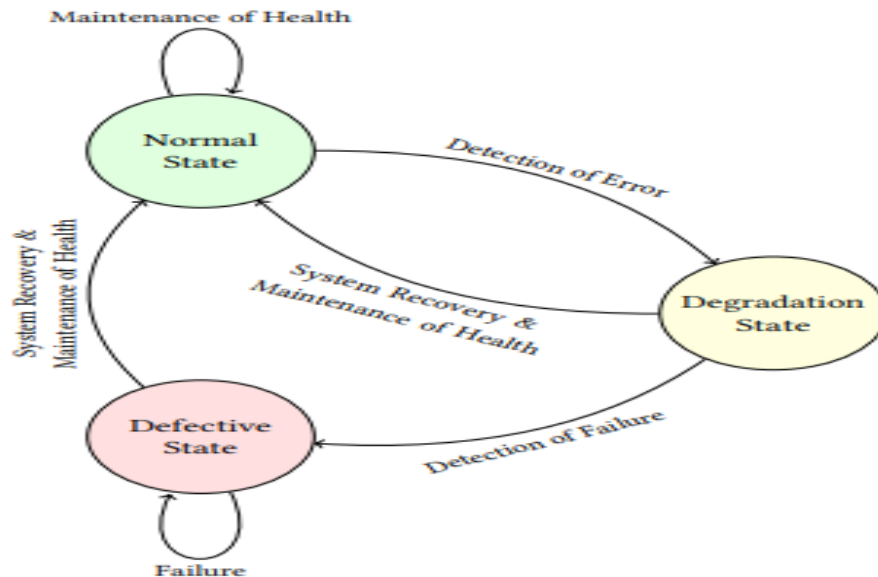 Maintenance of Health
Normal
State
Detection of Error
System Recovery &
Maintenance of Health
System Recovery &
Maintenance of Health
Degradation
State
Defective
State
Detection of Failure
Failure